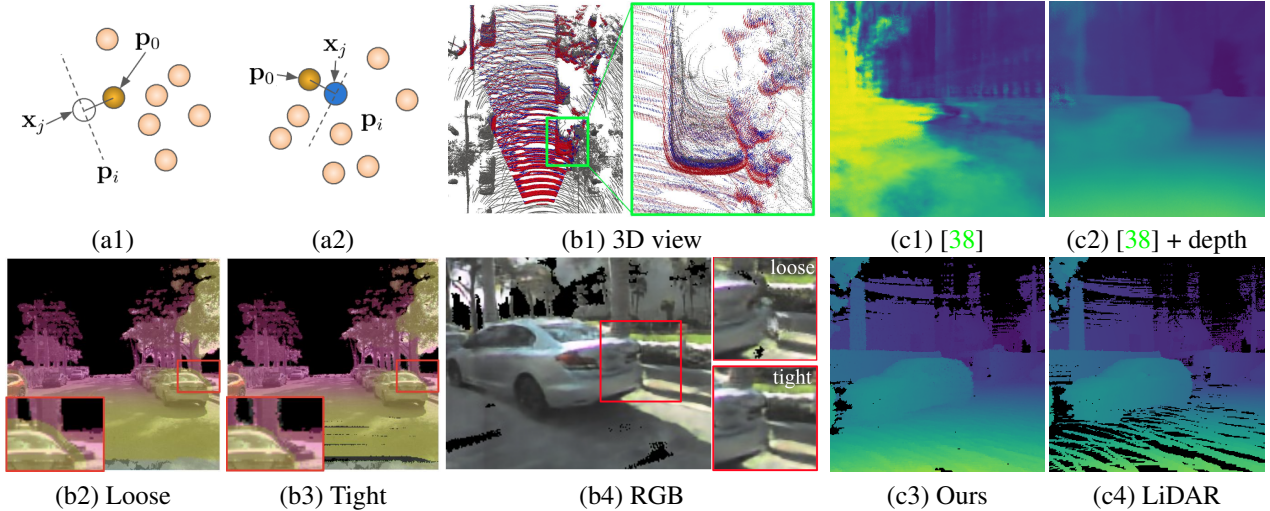 p₀
xⱼ
pᵢ
(a1)
xⱼ
p₀
pᵢ
(a2)
(b1) 3D view
(c1) [38]
(c2) [38] + depth
(b2) Loose
(b3) Tight
loose
tight
(b4) RGB
(c3) Ours
(c4) LiDAR